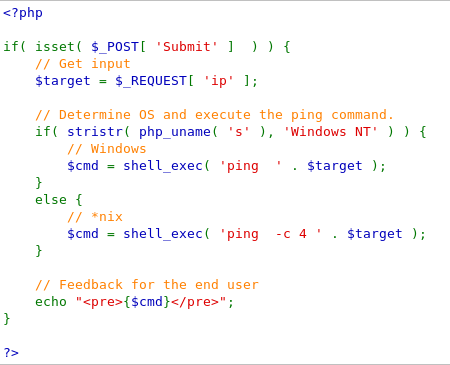 <?php

if( isset( $_POST[ 'Submit' ]  ) ) {
    // Get input
    $target = $_REQUEST[ 'ip' ];

    // Determine OS and execute the ping command.
    if( stristr( php_uname( 's' ), 'Windows NT' ) ) {
        // Windows
        $cmd = shell_exec( 'ping  ' . $target );
    }
    else {
        // *nix
        $cmd = shell_exec( 'ping  -c 4 ' . $target );
    }

    // Feedback for the end user
    echo "<pre>{$cmd}</pre>";
}

?>